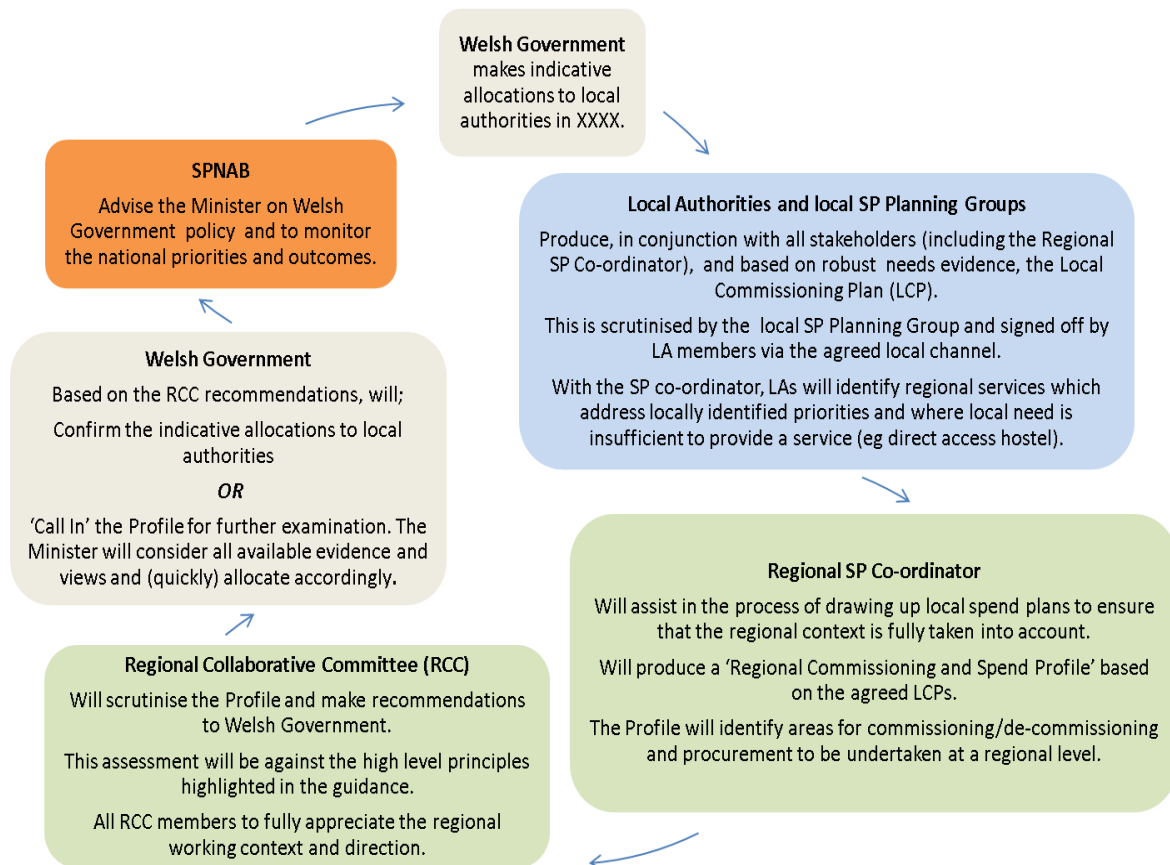 Welsh Government
makes indicative
allocations to local
authorities in XXXX.
Local Authorities and local SP Planning Groups
Produce, in conjunction with all stakeholders (including the Regional
SP Co-ordinator), and based on robust needs evidence, the Local
Commissioning Plan (LCP).
This is scrutinised by the local SP Planning Group and signed off by
LA members via the agreed local channel.
With the SP co-ordinator, LAs will identify regional services which
address locally identified priorities and where local need is
insufficient to provide a service (eg direct access hostel).
Regional SP Co-ordinator
Will assist in the process of drawing up local spend plans to ensure
that the regional context is fully taken into account.
Will produce a ‘Regional Commissioning and Spend Profile’ based
on the agreed LCPs.
The Profile will identify areas for commissioning/de-commissioning
and procurement to be undertaken at a regional level.
Regional Collaborative Committee (RCC)
Will scrutinise the Profile and make recommendations
to Welsh Government.
This assessment will be against the high level principles
highlighted in the guidance.
All RCC members to fully appreciate the regional
working context and direction.
Welsh Government
Based on the RCC recommendations, will;
Confirm the indicative allocations to local
authorities
OR
‘Call In’ the Profile for further examination. The
Minister will consider all available evidence and
views and (quickly) allocate accordingly.
SPNAB
Advise the Minister on Welsh
Government policy and to monitor
the national priorities and outcomes.